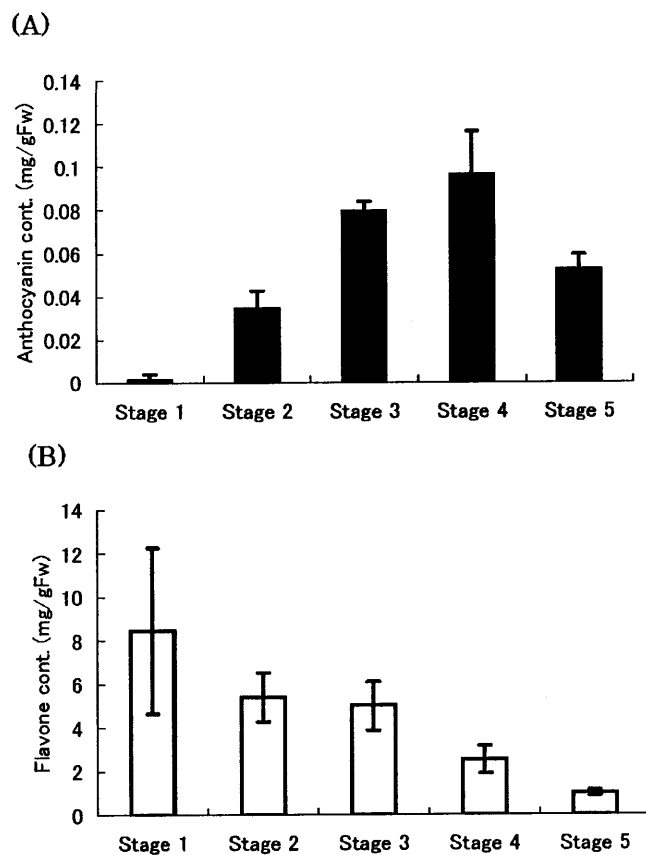 (A)
Anthocyanin cont. (mg/gFw)
0.14
0.12
0.1
0.08
0.06
0.04
0.02
0
Stage 1 Stage 2 Stage 3 Stage 4 Stage 5
(B)
Flavone cont. (mg/gFw)
14
12
10
8
6
4
2
0
Stage 1 Stage 2 Stage 3 Stage 4 Stage 5